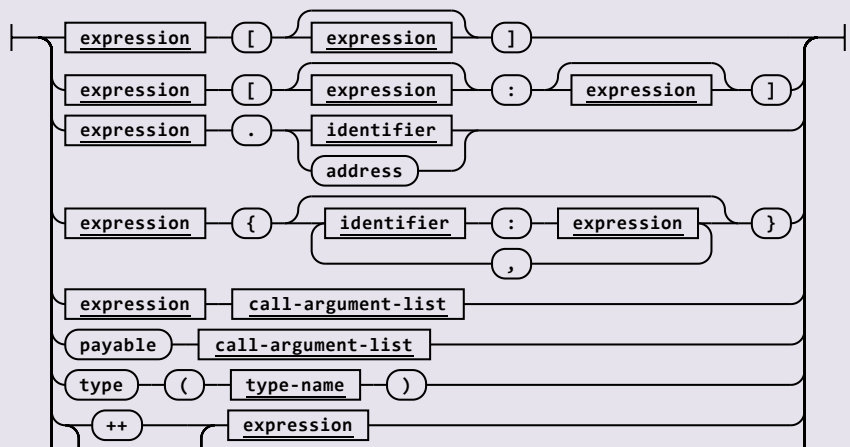 expression [ expression ]
expression [ expression : expression ]
expression . identifier
address
expression { identifier : expression }
,
expression call-argument-list
payable call-argument-list
type ( type-name )
++ expression